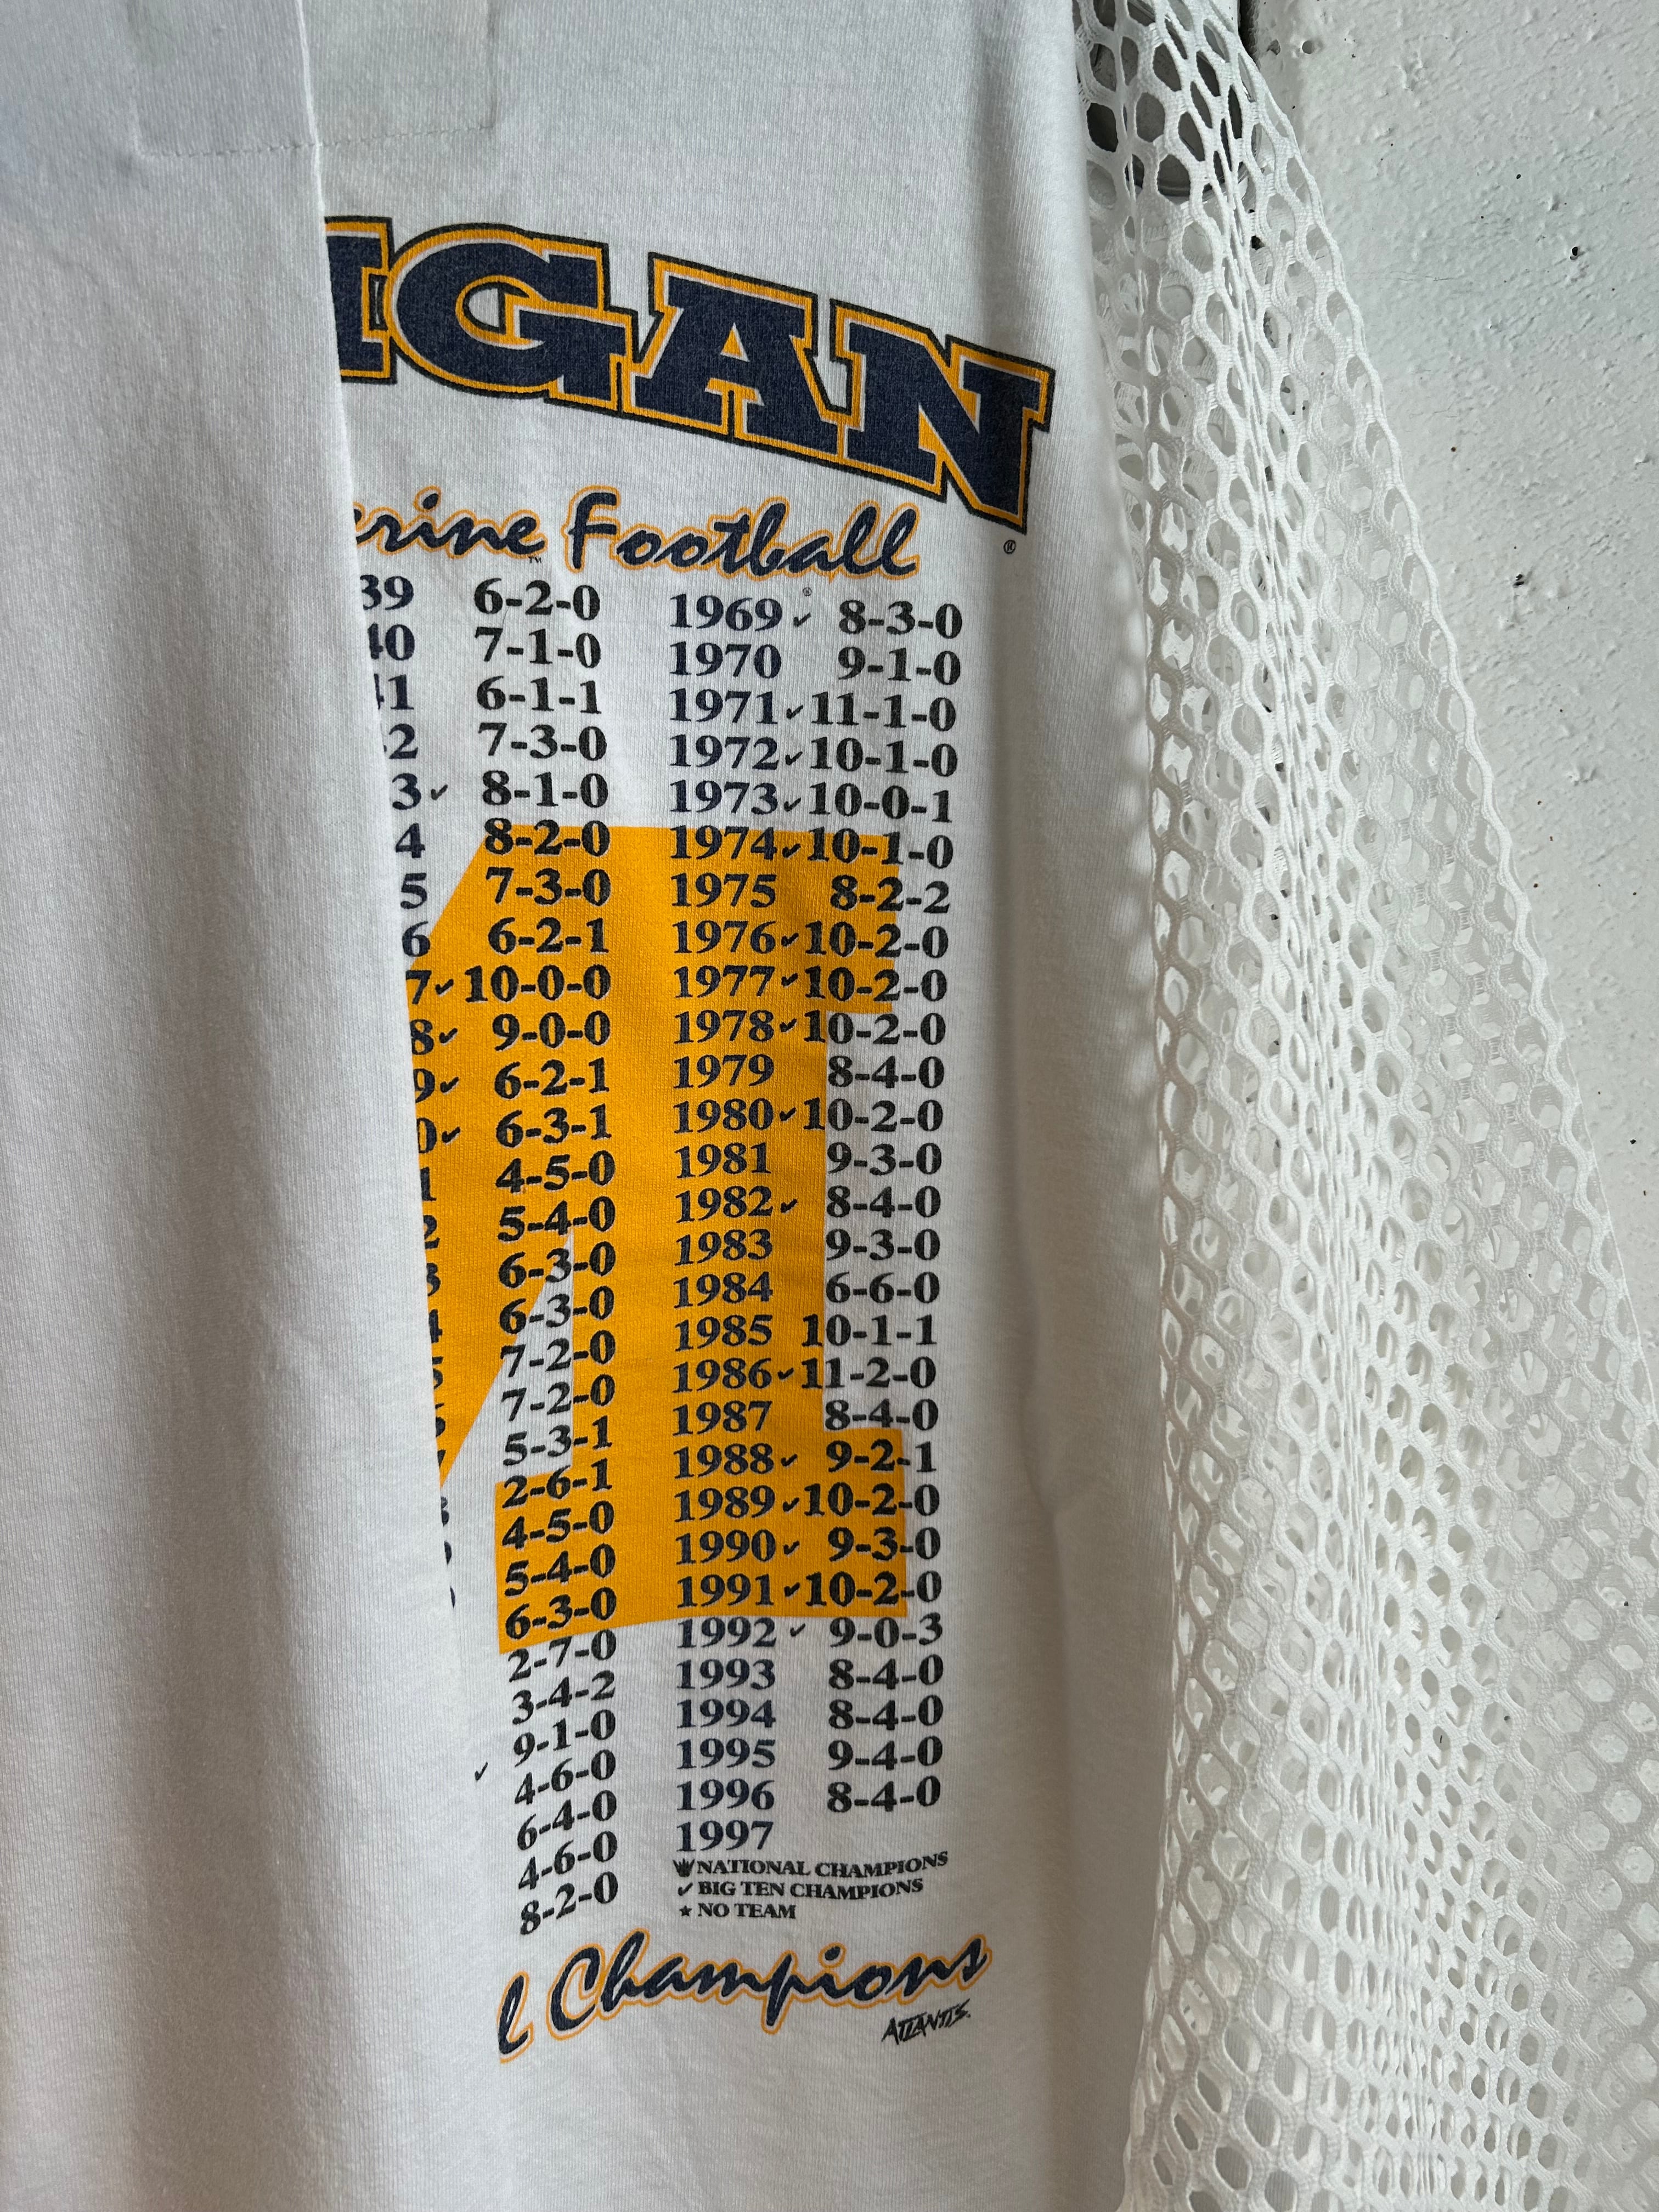 IGAN
®
erine Football
™ ®
39 6-2-0 1969 ✓ 8-3-0
40 7-1-0 1970 9-1-0
41 6-1-1 1971 ✓ 11-1-0
2 7-3-0 1972 ✓ 10-1-0
3 ✓ 8-1-0 1973 ✓ 10-0-1
4 8-2-0 1974 ✓ 10-1-0
5 7-3-0 1975 8-2-2
6 6-2-1 1976 ✓ 10-2-0
7 ✓ 10-0-0 1977 ✓ 10-2-0
8 ✓ 9-0-0 1978 ✓ 10-2-0
9 ✓ 6-2-1 1979 8-4-0
0 ✓ 6-3-1 1980 ✓ 10-2-0
1 4-5-0 1981 9-3-0
2 5-4-0 1982 ✓ 8-4-0
3 6-3-0 1983 9-3-0
4 6-3-0 1984 6-6-0
5 7-2-0 1985 10-1-1
7-2-0 1986 ✓ 11-2-0
5-3-1 1987 8-4-0
2-6-1 1988 ✓ 9-2-1
4-5-0 1989 ✓ 10-2-0
5-4-0 1990 ✓ 9-3-0
6-3-0 1991 ✓ 10-2-0
2-7-0 1992 ✓ 9-0-3
3-4-2 1993 8-4-0
✓ 9-1-0 1994 8-4-0
4-6-0 1995 9-4-0
6-4-0 1996 8-4-0
4-6-0 1997
8-2-0
NATIONAL CHAMPIONS
✓ BIG TEN CHAMPIONS
★ NO TEAM
l Champions
ATLANTIS